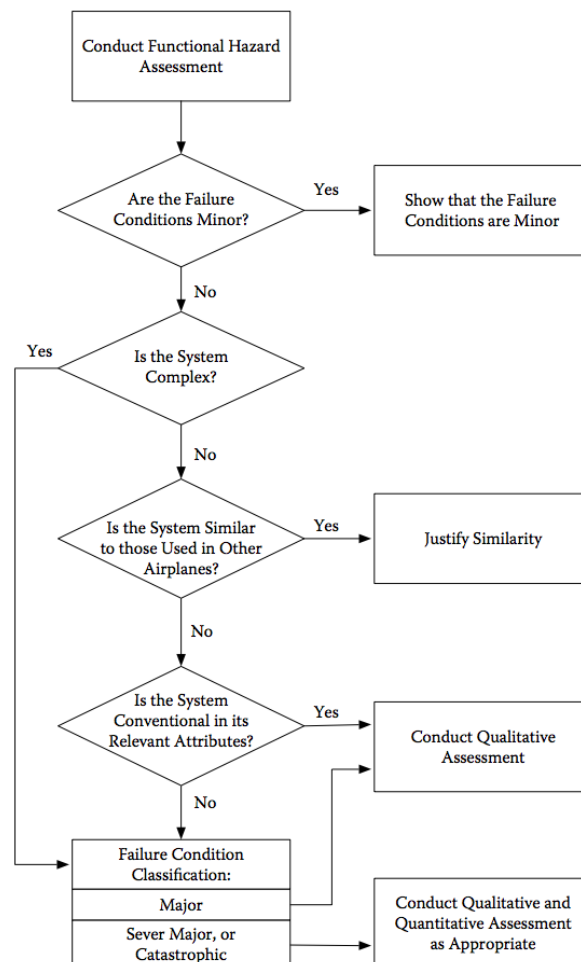 Conduct Functional Hazard
Assessment
Are the Failure
Conditions Minor?
Yes
Show that the Failure
Conditions are Minor
No
Yes
Is the System
Complex?
No
Is the System Similar
to those Used in Other
Airplanes?
Yes
Justify Similarity
No
Is the System
Conventional in its
Relevant Attributes?
Yes
Conduct Qualitative
Assessment
No
Failure Condition
Classification:
Major
Sever Major, or
Catastrophic
Conduct Qualitative and
Quantitative Assessment
as Appropriate